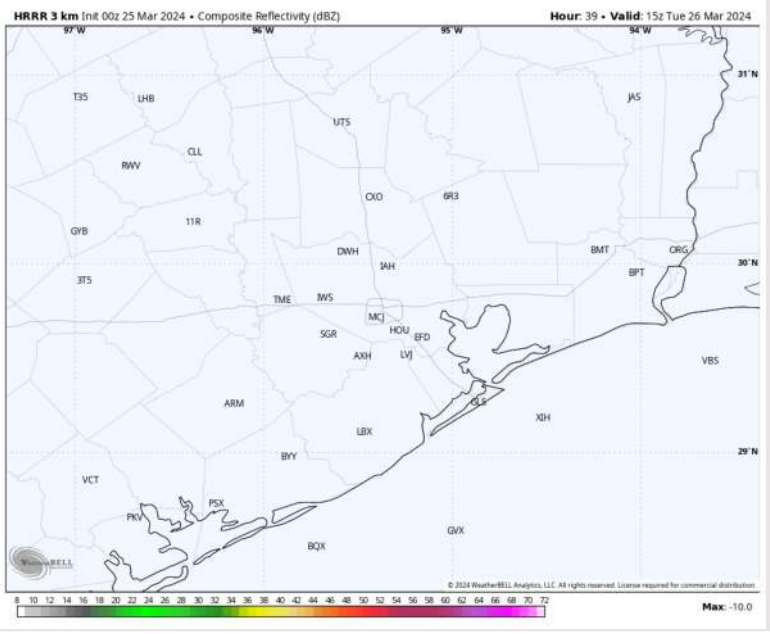 HRRR 3 km Init 00z 25 Mar 2024 • Composite Reflectivity (dBZ)
Hour: 39 • Valid: 15z Tue 26 Mar 2024
97°W 96°W 95°W 94°W
31°N
T35 LHB JAS
UTS
CLL
RWV
CXO 6R3
11R
GYB
DWH BMT ORG
30°N
IAH
BPT
3T5
TME IWS
MCJ
HOU
SGR EFD
AXH LVJ
VBS
ARM GLS
XIH
LBX
29°N
BYY
VCT
PSX
PKV
GVX
BQX
WEATHERBELL
© 2024 WeatherBELL Analytics, LLC. All rights reserved. License required for commercial distribution.
8 10 12 14 16 18 20 22 24 26 28 30 32 34 36 38 40 42 44 46 48 50 52 54 56 58 60 62 64 66 68 70 72
Max: -10.0